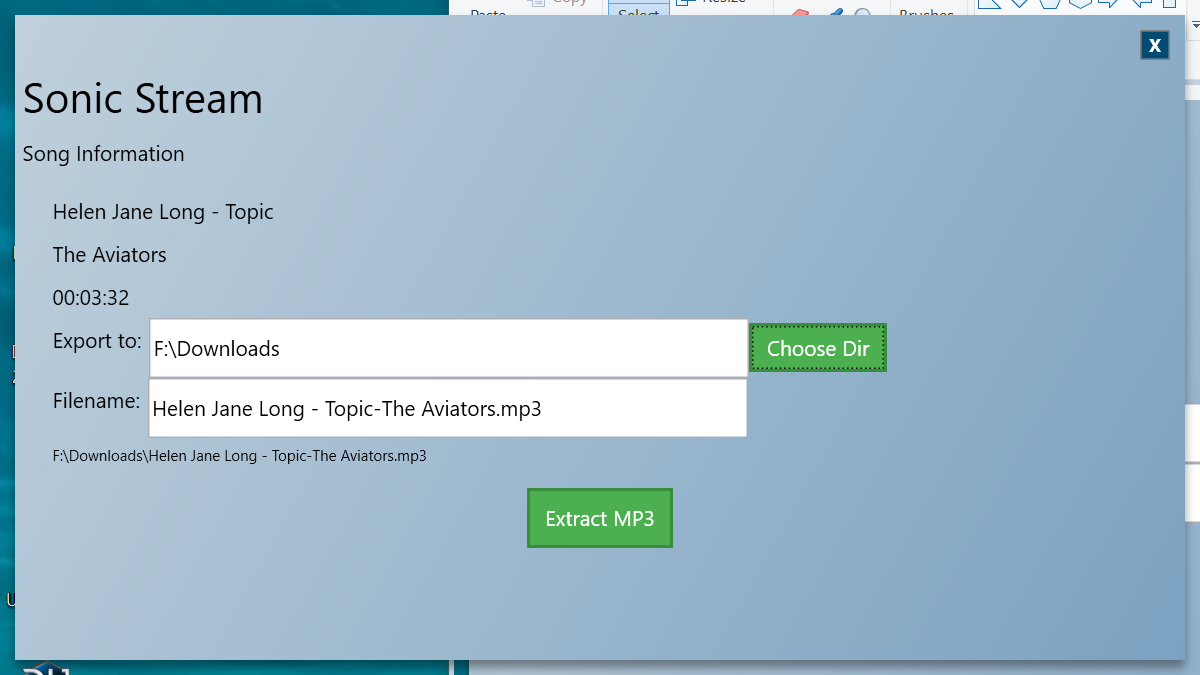 Paste
Copy
Select
Resize
Brushes
X
Sonic Stream
Song Information
Helen Jane Long - Topic
The Aviators
00:03:32
Export to: F:\Downloads Choose Dir
Filename: Helen Jane Long - Topic-The Aviators.mp3
F:\Downloads\Helen Jane Long - Topic-The Aviators.mp3
Extract MP3